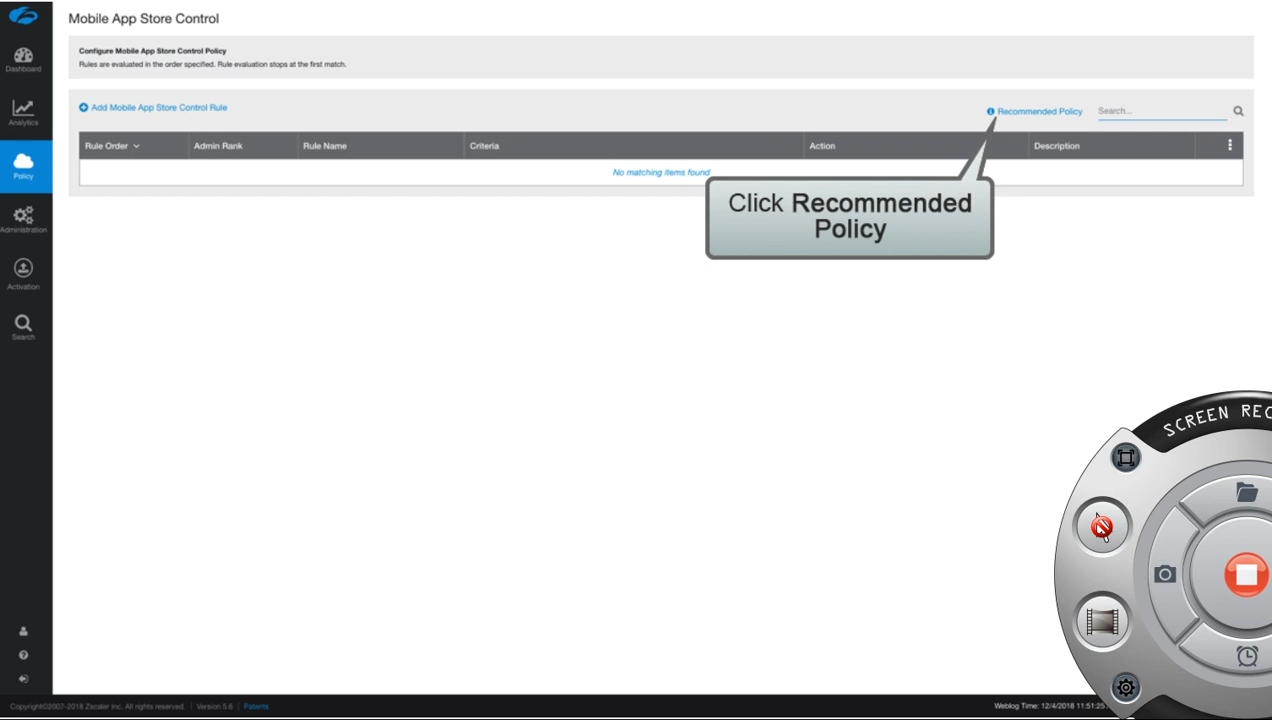 Mobile App Store Control
Configure Mobile App Store Control Policy
Rules are evaluated in the order specified. Rule evaluation stops at the first match.
Dashboard
Analytics
Policy
Administration
Activation
Search
Add Mobile App Store Control Rule
Recommended Policy
Search...
Rule Order
Admin Rank
Rule Name
Criteria
Action
Description
No matching items found
Click Recommended
Policy
SCREEN REC
Copyright©2007-2018 Zscaler Inc. All rights reserved. | Version 5.6 | Patents
Weblog Time: 12/4/2018 11:51:25